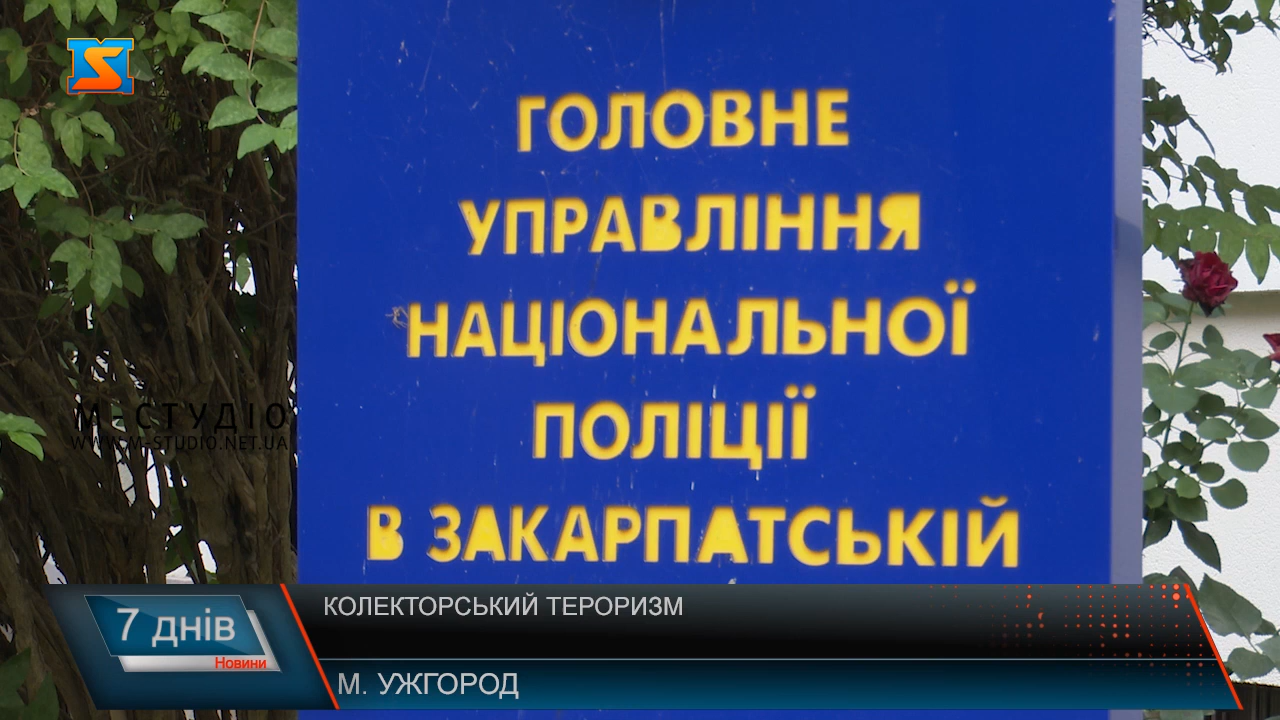 ГОЛОВНЕ
УПРАВЛІННЯ
НАЦІОНАЛЬНОЇ
ПОЛІЦІЇ
В ЗАКАРПАТСЬКІЙ
М-СТУДІО
WWW.M-STUDIO.NET.UA
7 днів
Новини
КОЛЕКТОРСЬКИЙ ТЕРОРИЗМ
М. УЖГОРОД